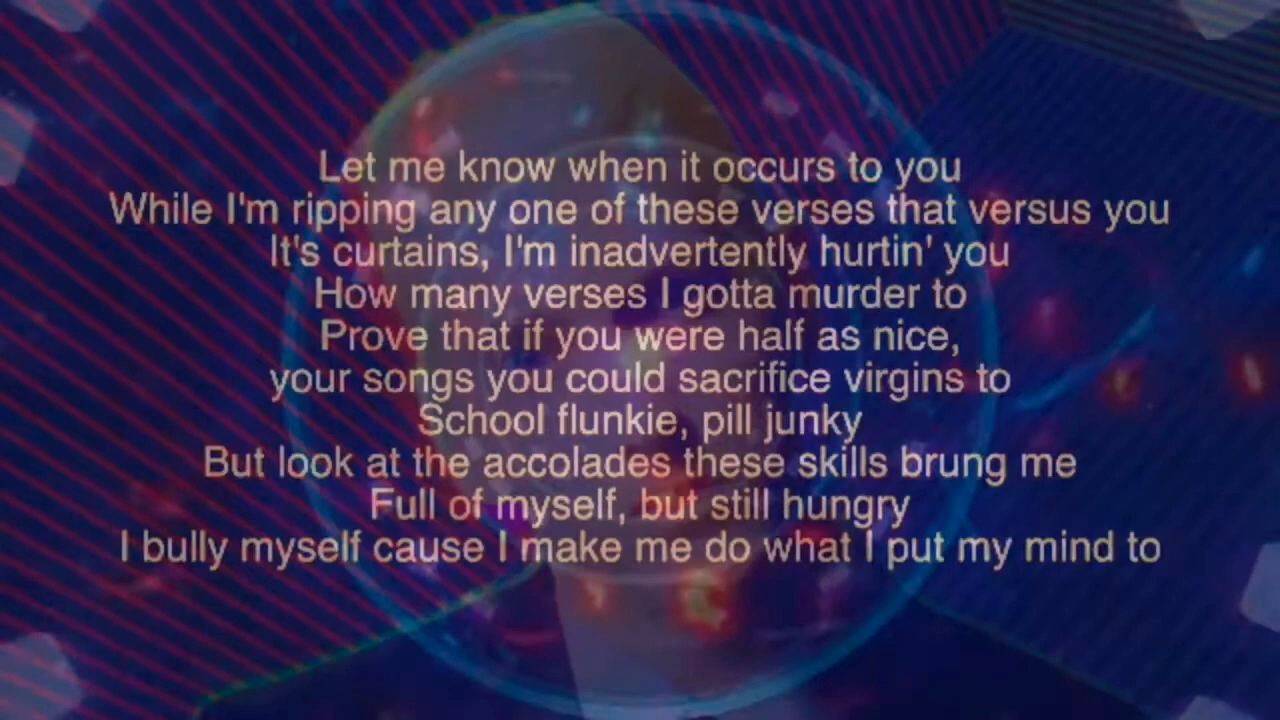 Let me know when it occurs to you
While I'm ripping any one of these verses that versus you
It's curtains, I'm inadvertently hurtin' you
How many verses I gotta murder to
Prove that if you were half as nice,
your songs you could sacrifice virgins to
School flunkie, pill junky
But look at the accolades these skills brung me
Full of myself, but still hungry
I bully myself cause I make me do what I put my mind to